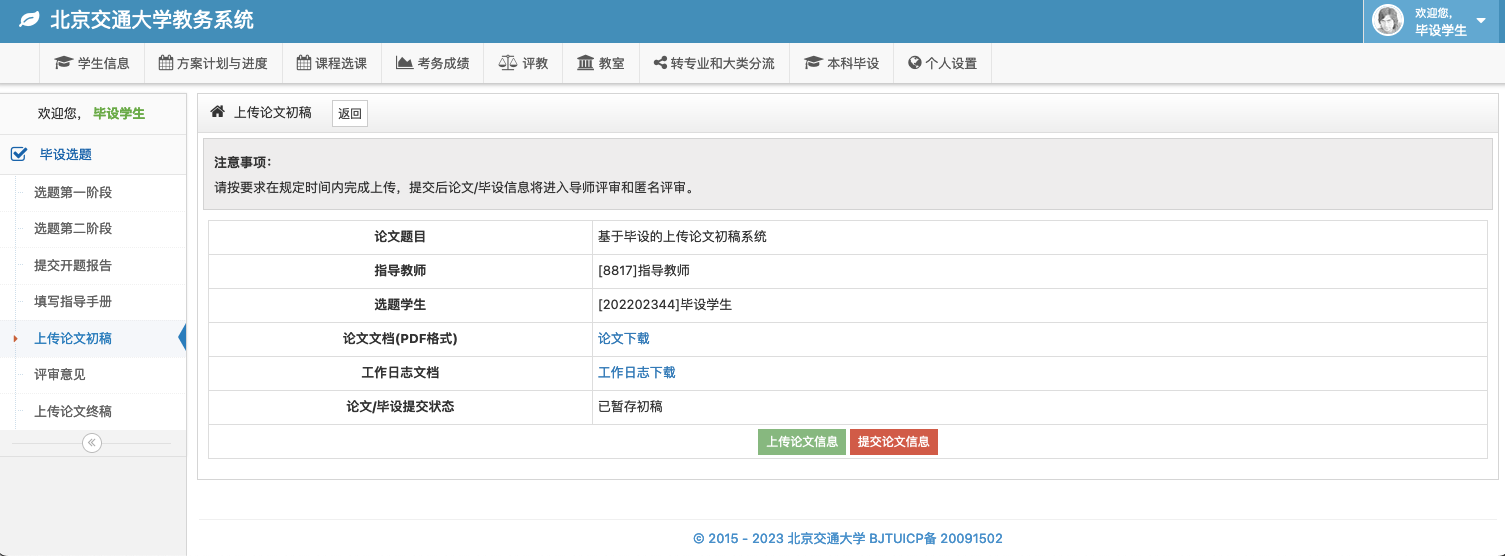 北京交通大学教务系统
欢迎您,
毕设学生
学生信息 方案计划与进度 课程选课 考务成绩 评教 教室 转专业和大类分流 本科毕设 个人设置
欢迎您, 毕设学生
毕设选题
选题第一阶段
选题第二阶段
提交开题报告
填写指导手册
上传论文初稿
评审意见
上传论文终稿
上传论文初稿 返回
注意事项:
请按要求在规定时间内完成上传，提交后论文/毕设信息将进入导师评审和匿名评审。
论文题目 基于毕设的上传论文初稿系统
指导教师 [8817]指导教师
选题学生 [202202344]毕设学生
论文文档(PDF格式) 论文下载
工作日志文档 工作日志下载
论文/毕设提交状态 已暂存初稿
上传论文信息 提交论文信息
© 2015 - 2023 北京交通大学 BJTUICP备 20091502